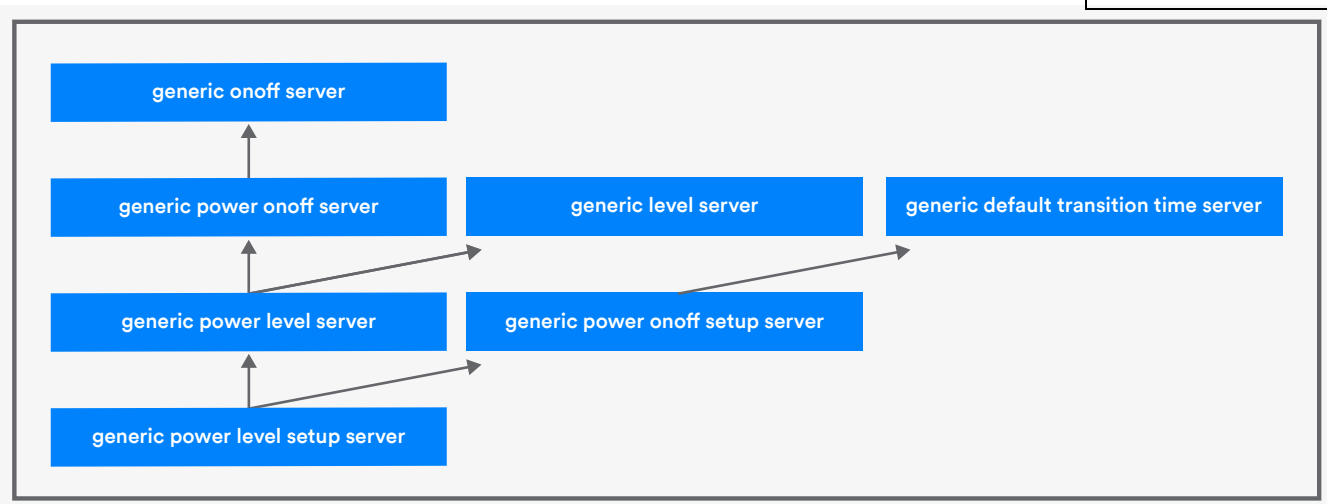 generic onoff server
generic power onoff server
generic level server
generic default transition time server
generic power level server
generic power onoff setup server
generic power level setup server